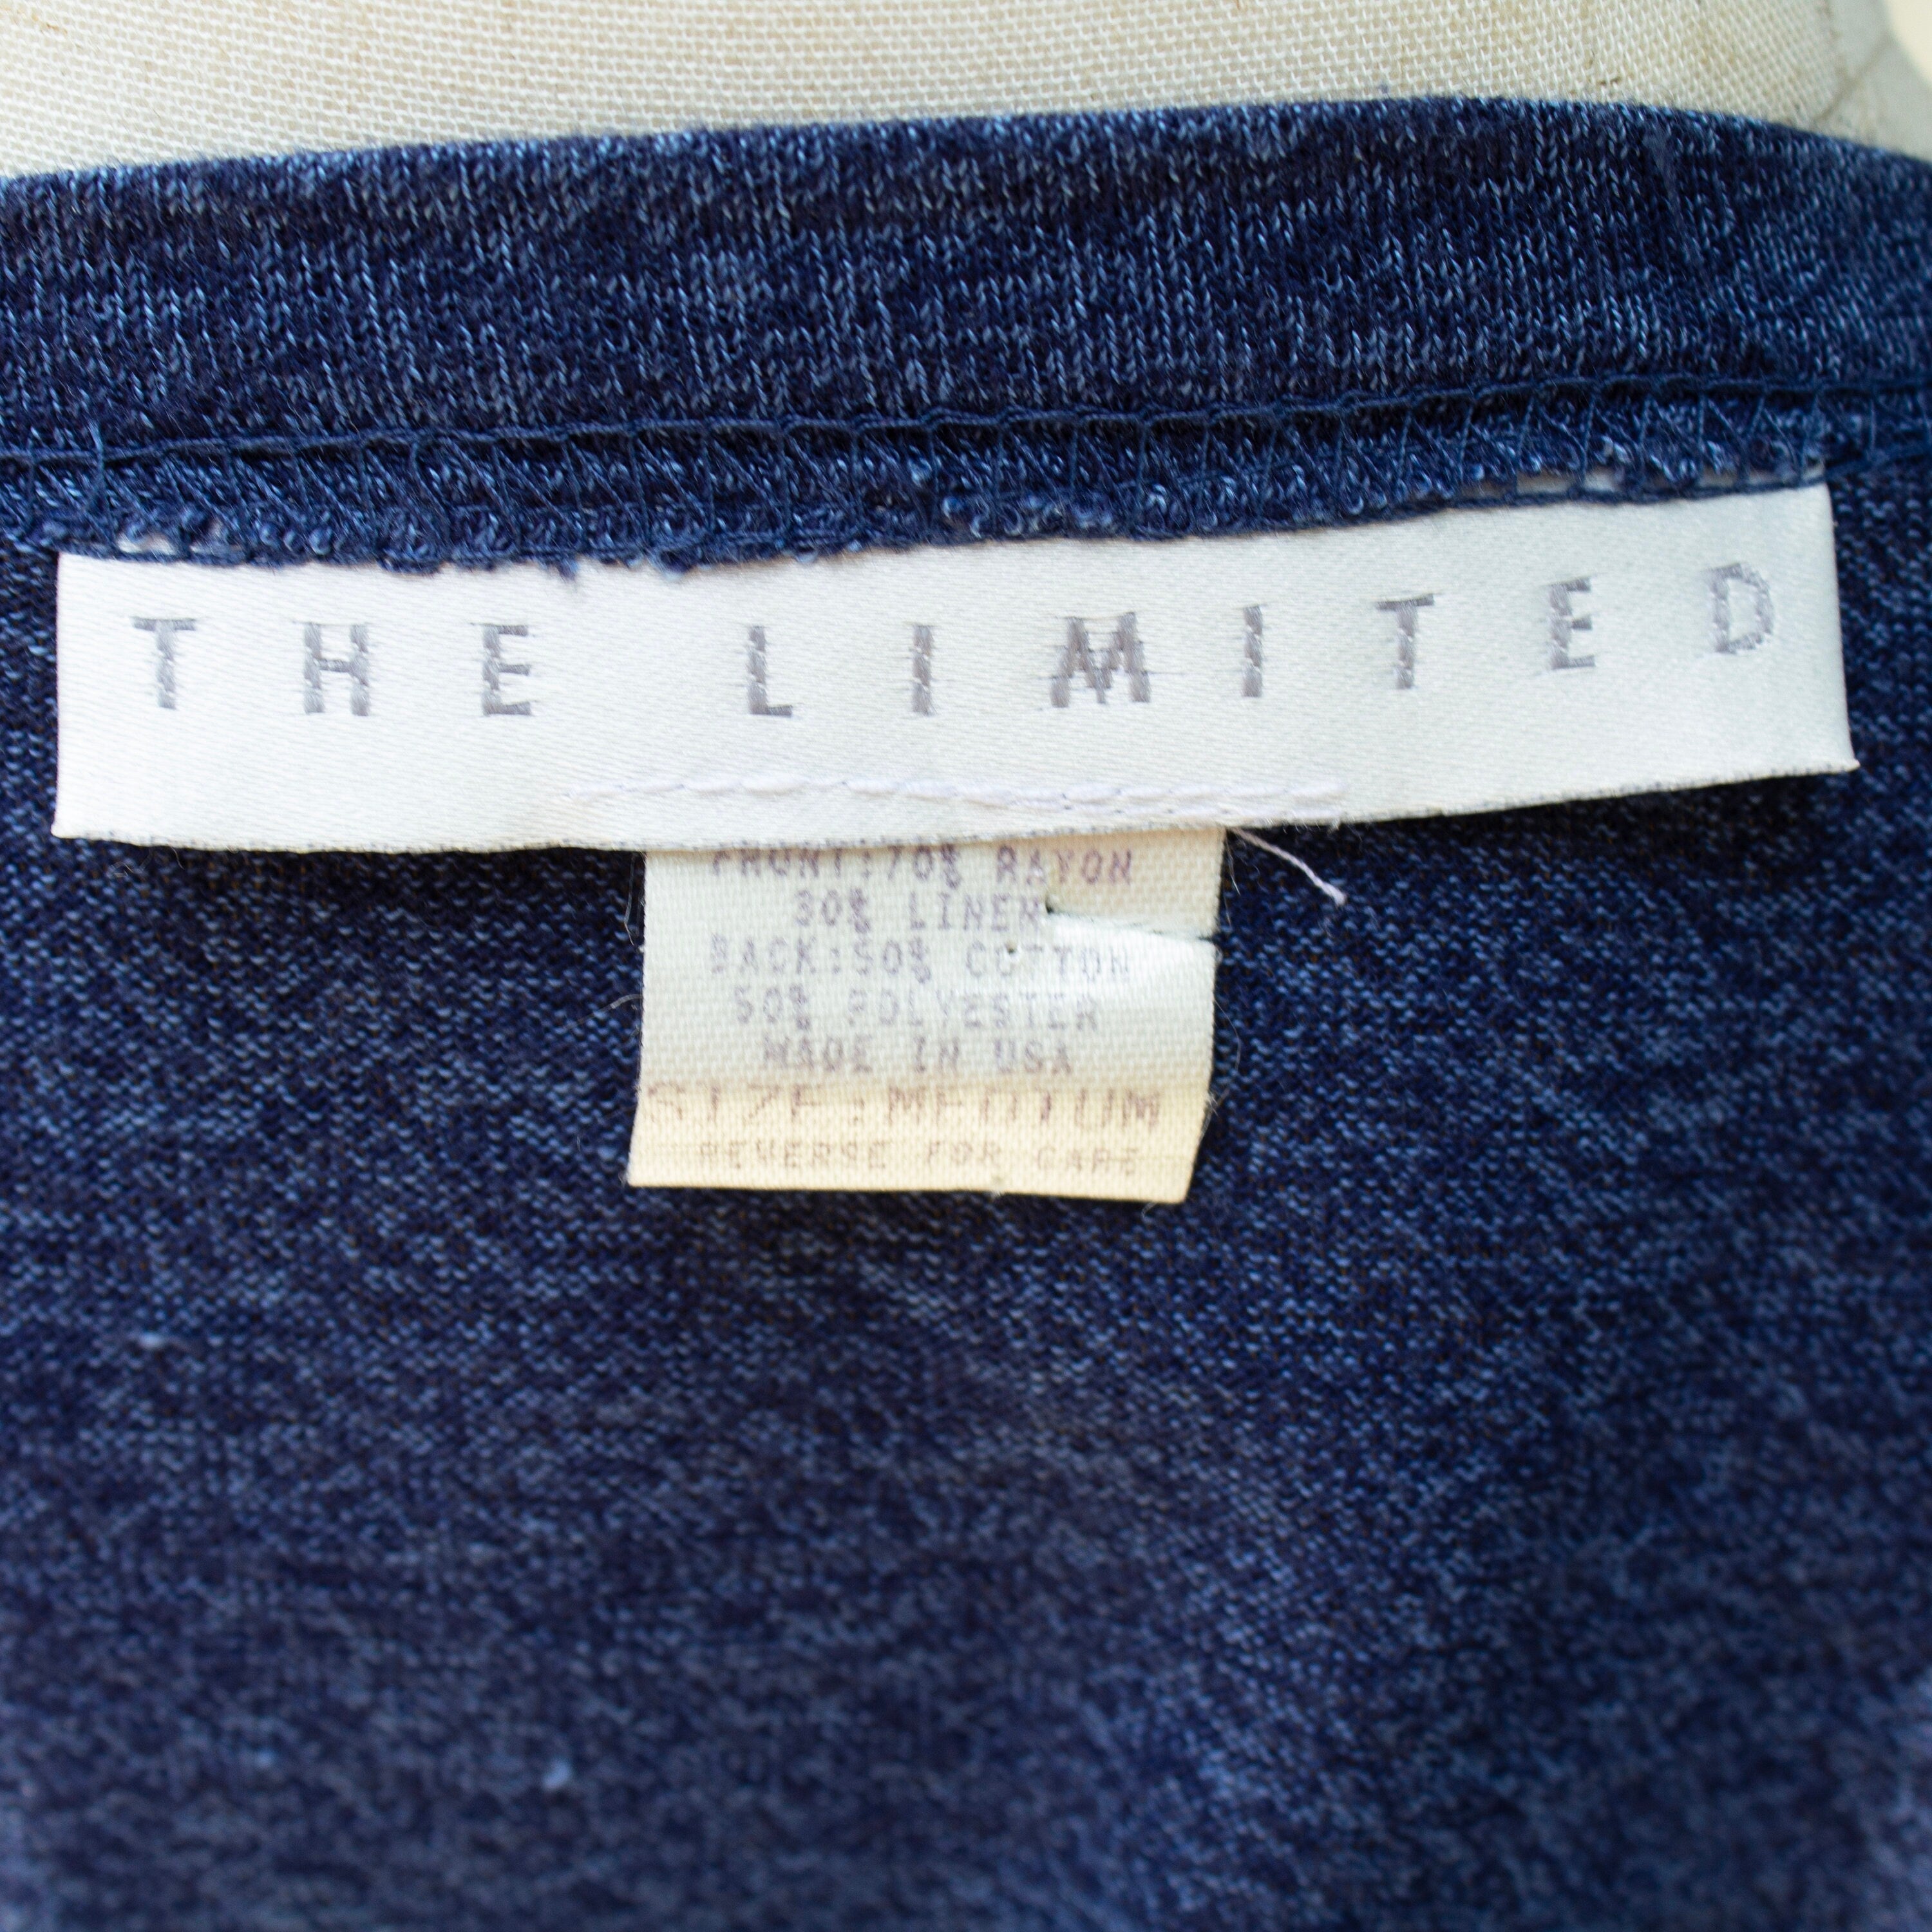 THE LIMITED
FRONT:70% RAYON
30% LINEN
BACK:50% COTTON
50% POLYESTER
MADE IN USA
SIZE:MEDIUM
REVERSE FOR CARE